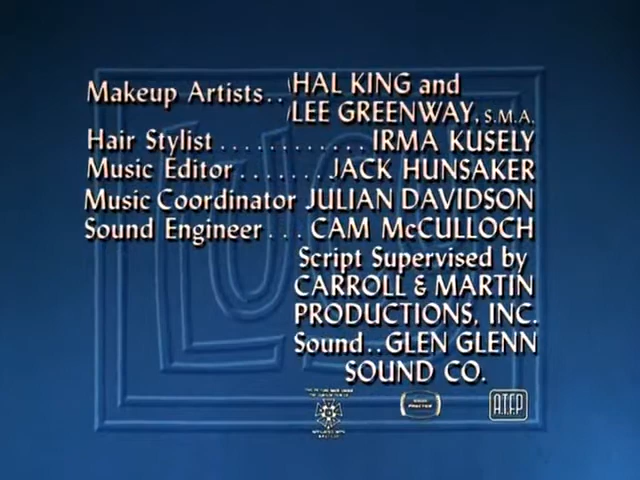 Makeup Artists.. HAL KING and
LEE GREENWAY, S.M.A.
Hair Stylist ............ IRMA KUSELY
Music Editor ....... JACK HUNSAKER
Music Coordinator JULIAN DAVIDSON
Sound Engineer... CAM McCULLOCH
Script Supervised by
CARROLL & MARTIN
PRODUCTIONS, INC.
Sound..GLEN GLENN
SOUND CO.
A.T.F.P
LUCY